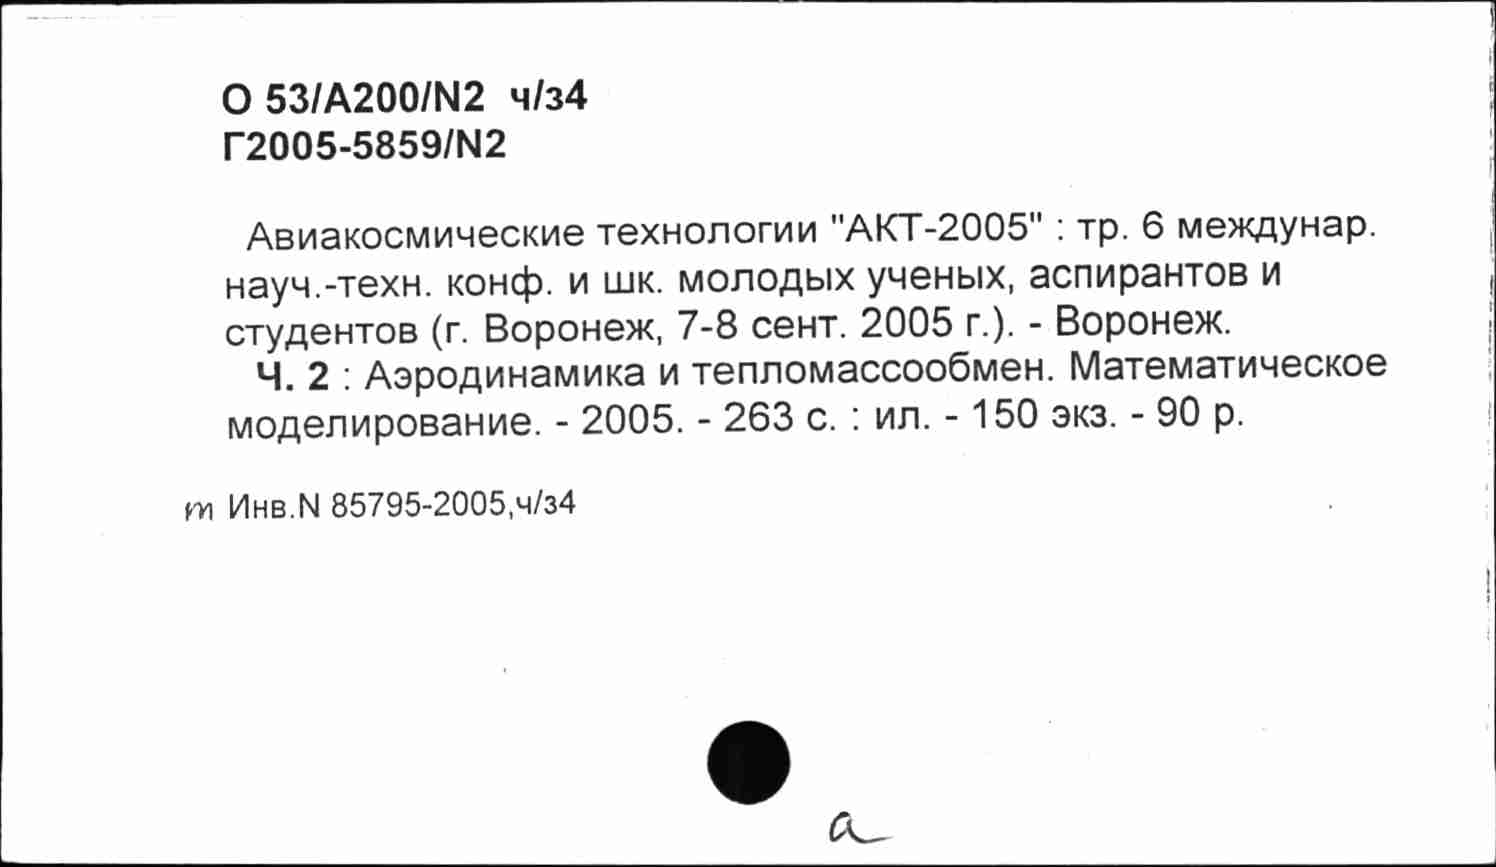 О 53/А200/N2 ч/з4
Г2005-5859/N2
Авиакосмические технологии "АКТ-2005" : тр. 6 междунар.
науч.-техн. конф. и шк. молодых ученых, аспирантов и
студентов (г. Воронеж, 7-8 сент. 2005 г.). - Воронеж.
Ч. 2 : Аэродинамика и тепломассообмен. Математическое
моделирование. - 2005. - 263 с. : ил. - 150 экз. - 90 р.
т Инв.N 85795-2005,ч/з4
а